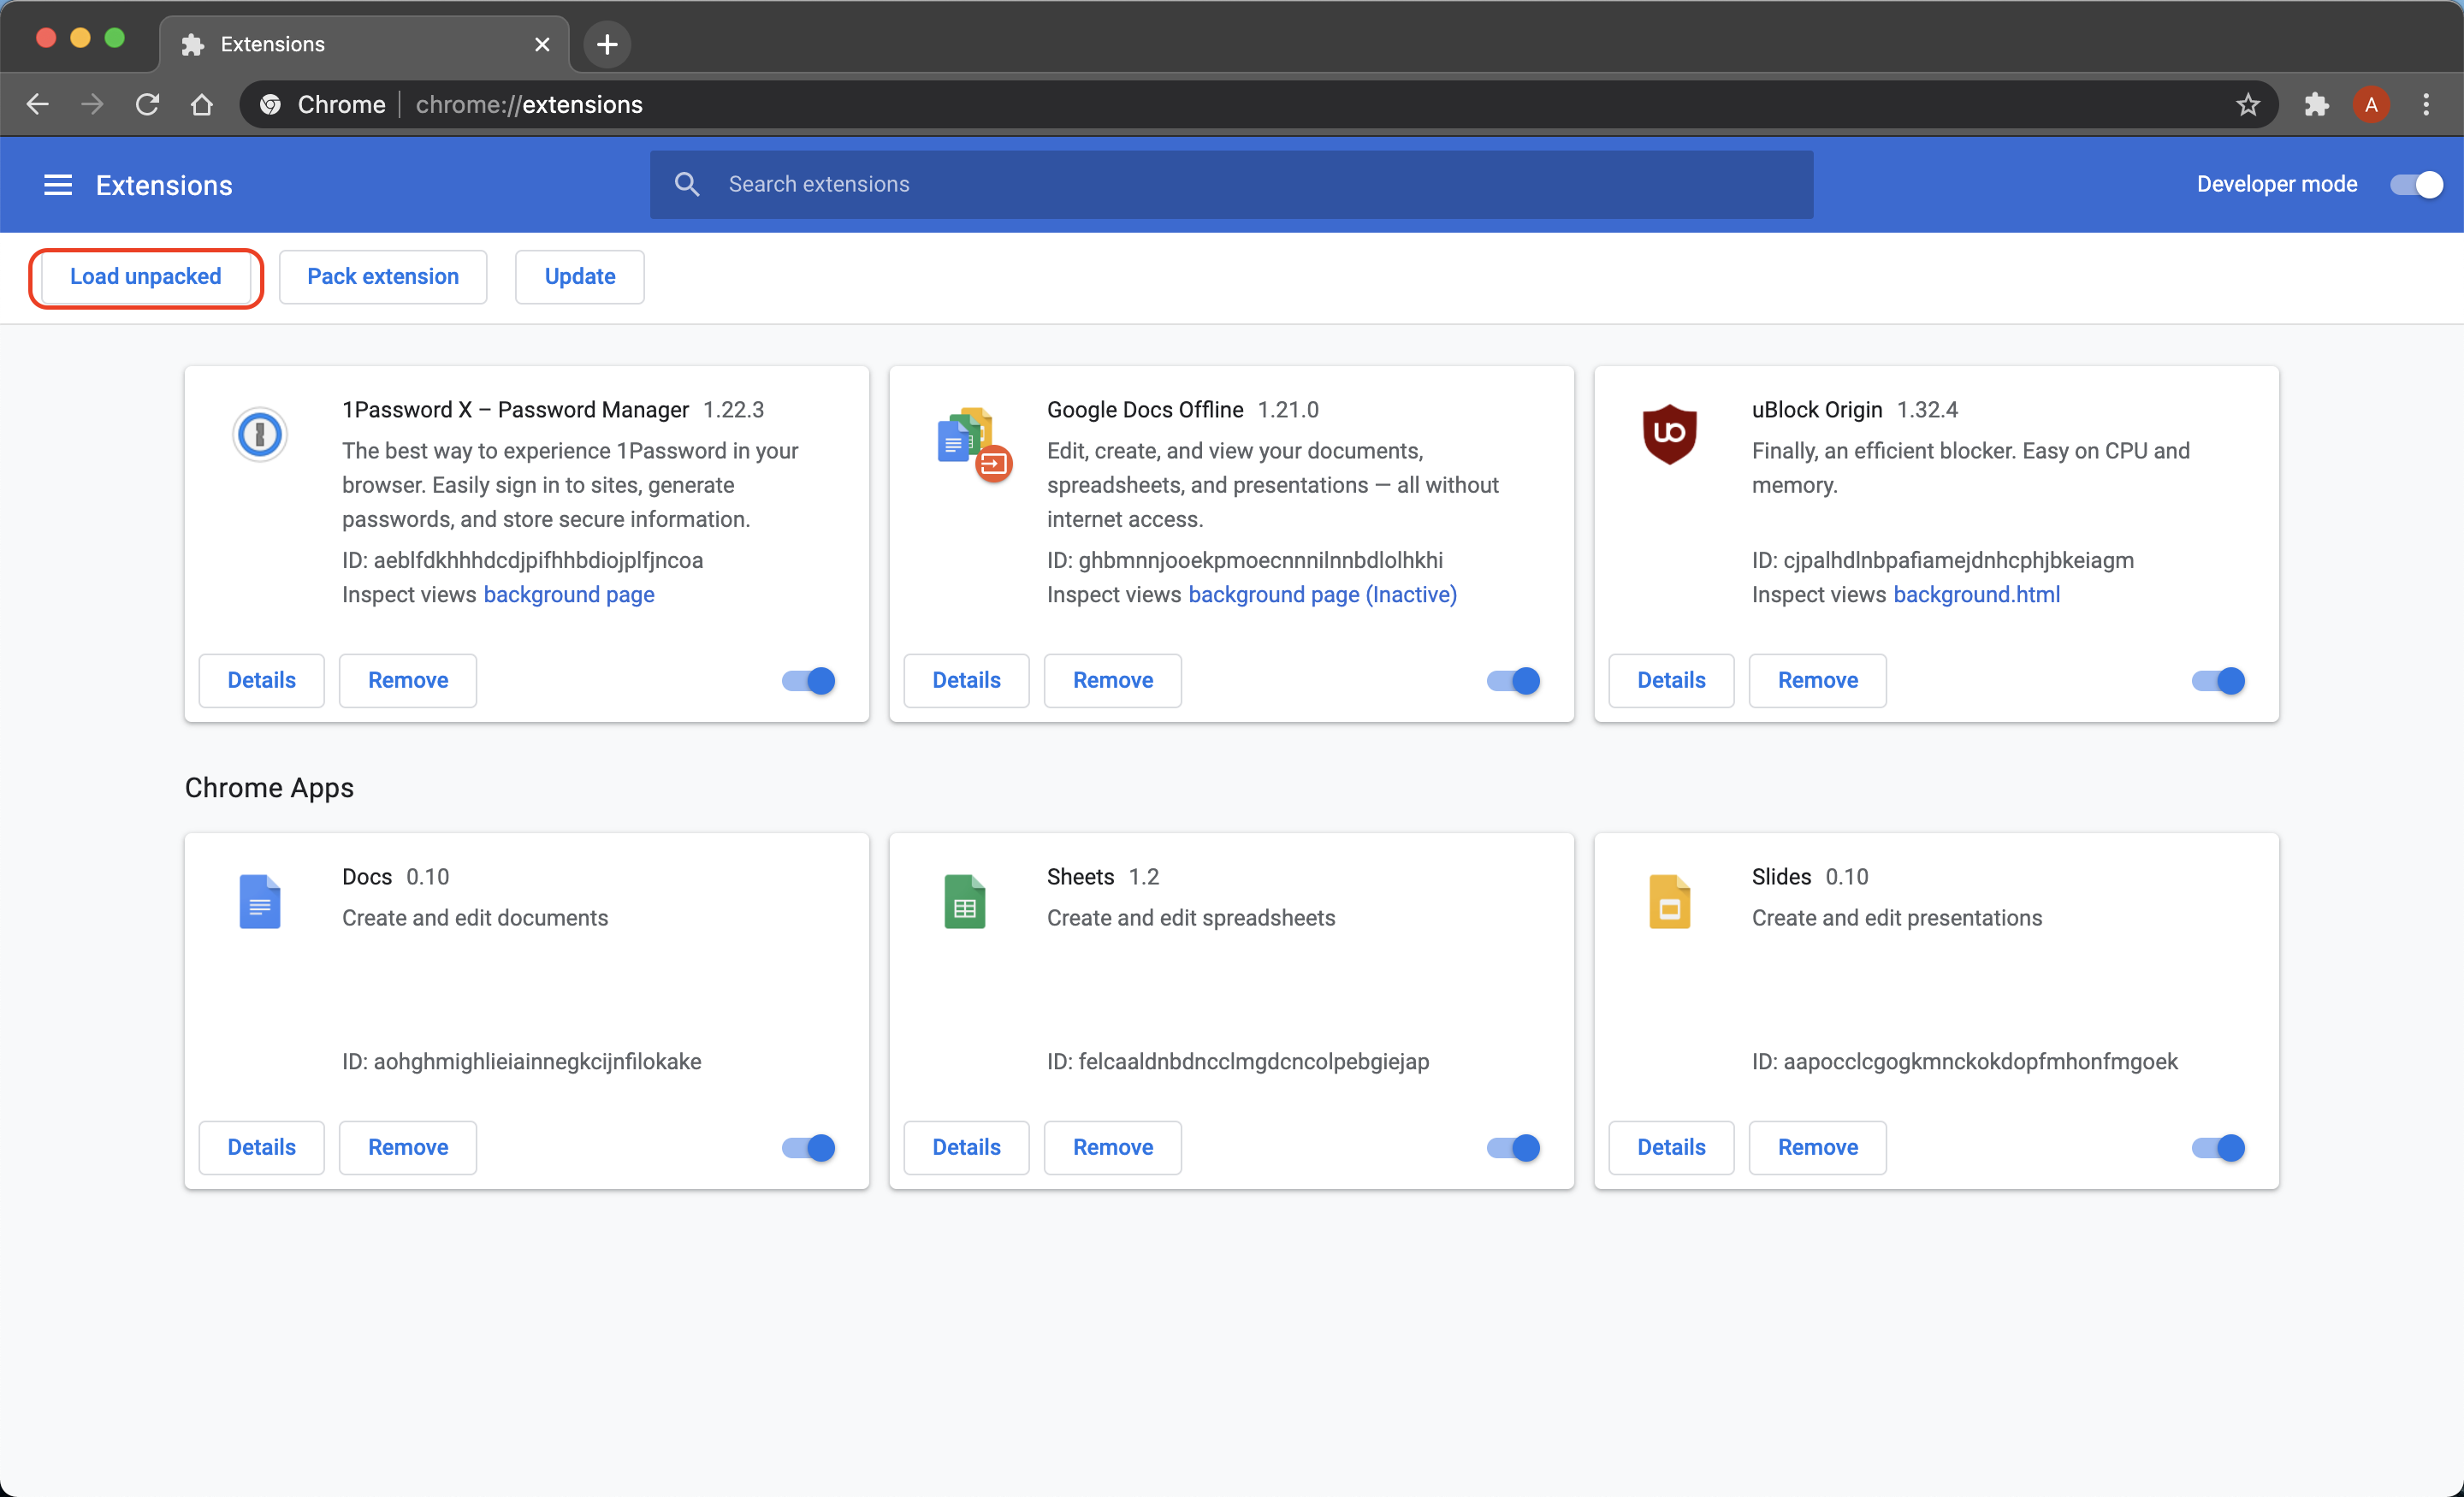 Extensions
Chrome chrome://extensions
A
Extensions
Search extensions
Developer mode
Load unpacked
Pack extension
Update
1Password X – Password Manager 1.22.3
The best way to experience 1Password in your
browser. Easily sign in to sites, generate
passwords, and store secure information.
ID: aeblfdkhhhdcdjpifhhbdiojplfjncoa
Inspect views background page
Details
Remove
Google Docs Offline 1.21.0
Edit, create, and view your documents,
spreadsheets, and presentations — all without
internet access.
ID: ghbmnnjooekpmoecnnnilnnbdlolhkhi
Inspect views background page (Inactive)
Details
Remove
uBlock Origin 1.32.4
Finally, an efficient blocker. Easy on CPU and
memory.
ID: cjpalhdlnbpafiamejdnhcphjbkeiagm
Inspect views background.html
Details
Remove
Chrome Apps
Docs 0.10
Create and edit documents
ID: aohghmighlieiainnegkcijnfilokake
Details
Remove
Sheets 1.2
Create and edit spreadsheets
ID: felcaaldnbdncclmgdcncolpebgiejap
Details
Remove
Slides 0.10
Create and edit presentations
ID: aapocclcgogkmnckokdopfmhonfmgoek
Details
Remove